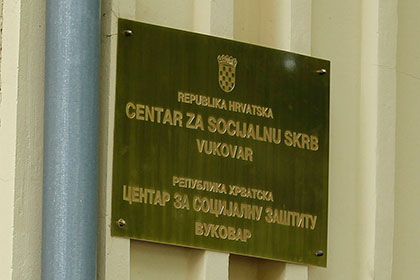 REPUBLIKA HRVATSKA
CENTAR ZA SOCIJALNU SKRB
VUKOVAR
РЕПУБЛИКА ХРВАТСКА
ЦЕНТАР ЗА СОЦИЈАЛНУ ЗАШТИТУ
ВУКОВАР